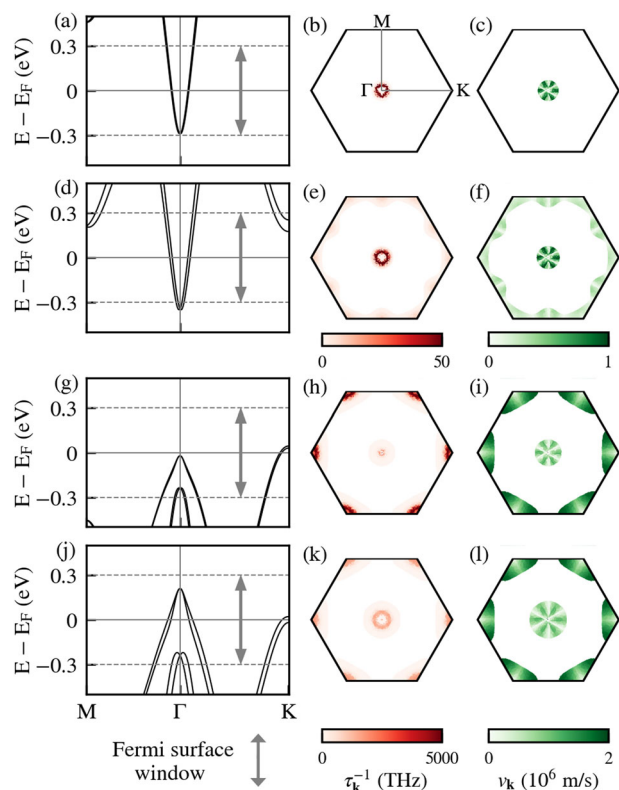 (a) (b) M (c)
E − E_F (eV)
0.3
0
−0.3
Γ K
(d) (e) (f)
E − E_F (eV)
0.3
0
−0.3
0 50 0 1
(g) (h) (i)
E − E_F (eV)
0.3
0
−0.3
(j) (k) (l)
E − E_F (eV)
0.3
0
−0.3
M Γ K
Fermi surface
window
0 5000 0 2
τ_k^−1 (THz) v_k (10^6 m/s)